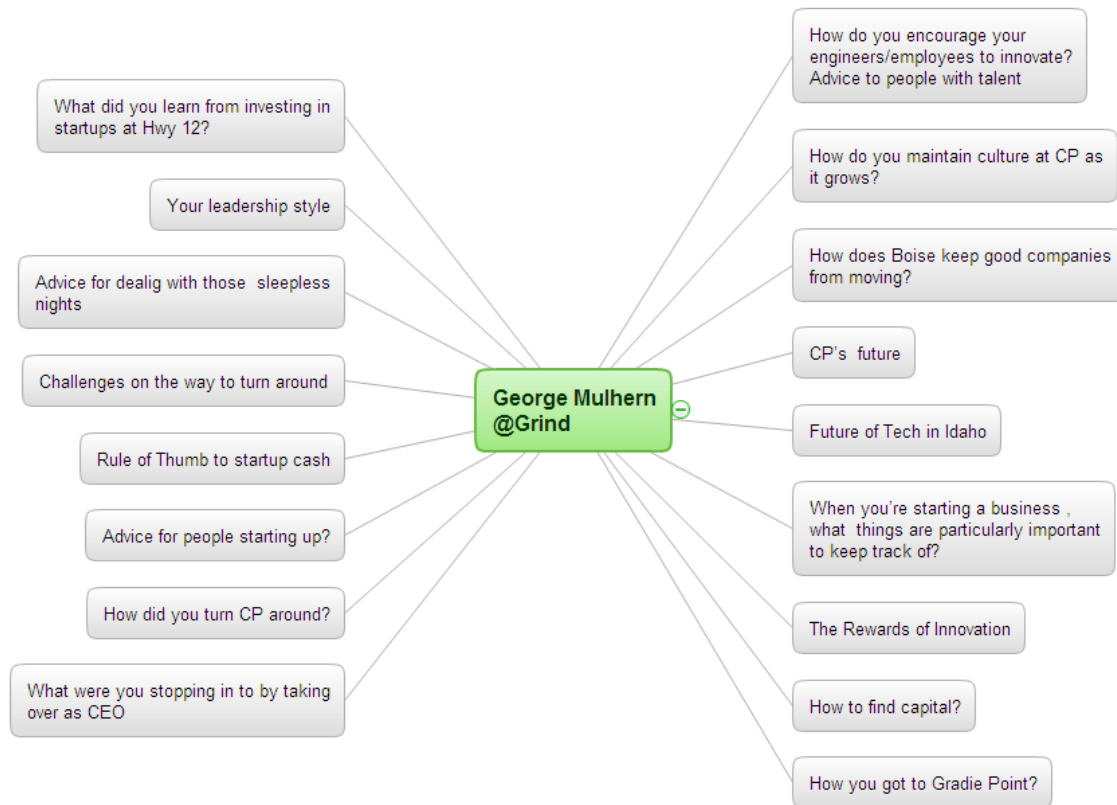 How do you encourage your
engineers/employees to innovate?
Advice to people with talent
What did you learn from investing in
startups at Hwy 12?
How do you maintain culture at CP as
it grows?
Your leadership style
How does Boise keep good companies
from moving?
Advice for dealig with those  sleepless
nights
CP's  future
Challenges on the way to turn around
George Mulhern
@Grind
Future of Tech in Idaho
Rule of Thumb to startup cash
When you're starting a business ,
what  things are particularly important
to keep track of?
Advice for people starting up?
How did you turn CP around?
The Rewards of Innovation
What were you stopping in to by taking
over as CEO
How to find capital?
How you got to Gradie Point?